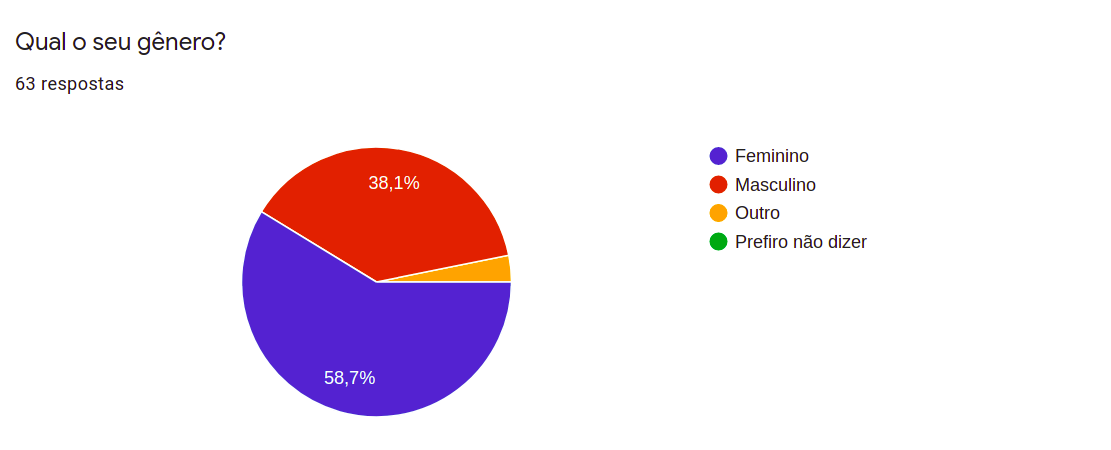 Qual o seu gênero?
63 respostas
38,1%
58,7%
Feminino
Masculino
Outro
Prefiro não dizer